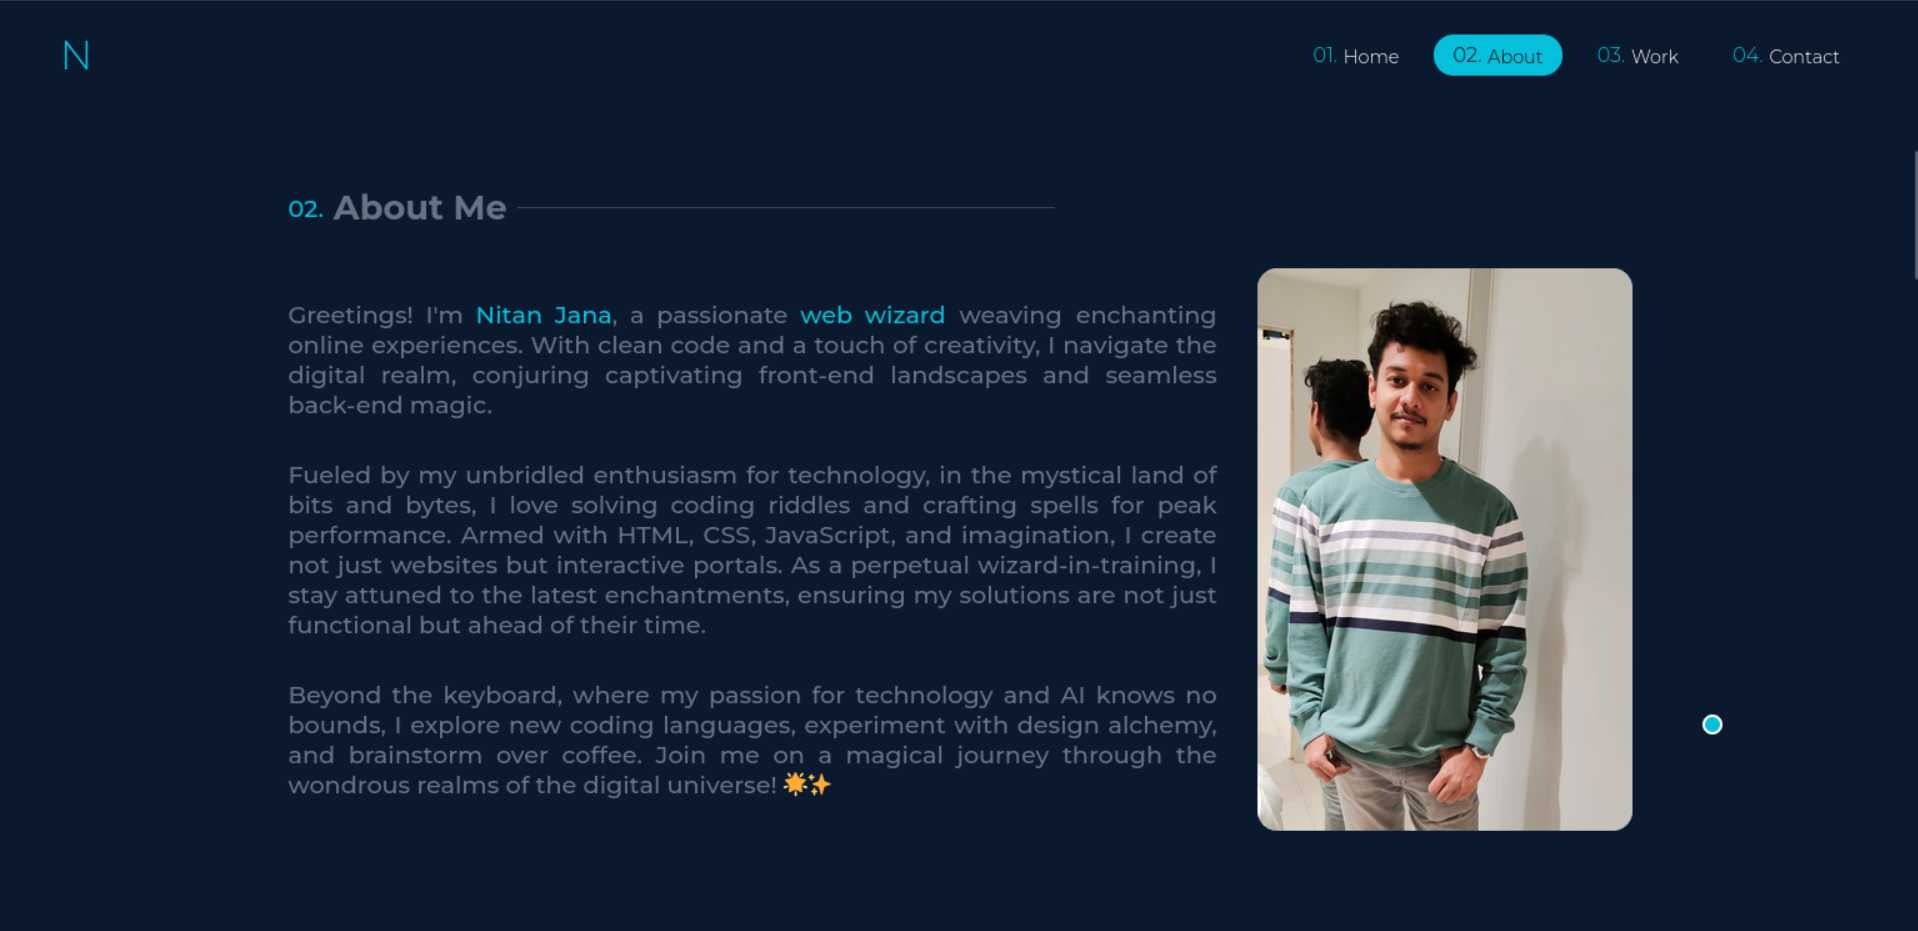 N
01. Home 02. About 03. Work 04. Contact
02. About Me
Greetings! I'm Nitan Jana, a passionate web wizard weaving enchanting
online experiences. With clean code and a touch of creativity, I navigate the
digital realm, conjuring captivating front-end landscapes and seamless
back-end magic.
Fueled by my unbridled enthusiasm for technology, in the mystical land of
bits and bytes, I love solving coding riddles and crafting spells for peak
performance. Armed with HTML, CSS, JavaScript, and imagination, I create
not just websites but interactive portals. As a perpetual wizard-in-training, I
stay attuned to the latest enchantments, ensuring my solutions are not just
functional but ahead of their time.
Beyond the keyboard, where my passion for technology and AI knows no
bounds, I explore new coding languages, experiment with design alchemy,
and brainstorm over coffee. Join me on a magical journey through the
wondrous realms of the digital universe! 🌟✨